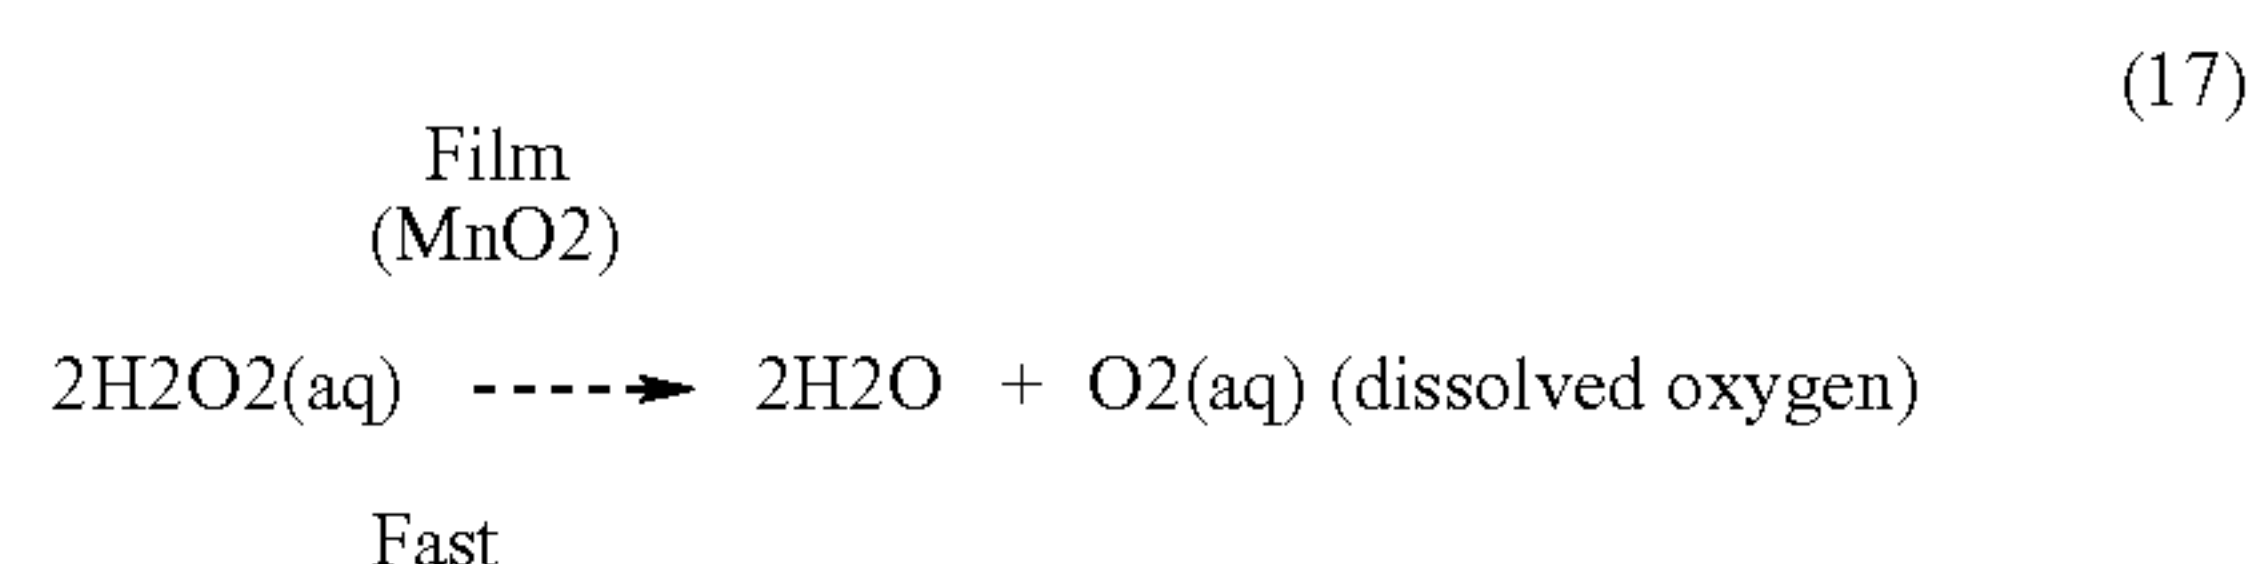 (17)
Film
(MnO2)
2H2O2(aq) ----> 2H2O + O2(aq) (dissolved oxygen)
Fast